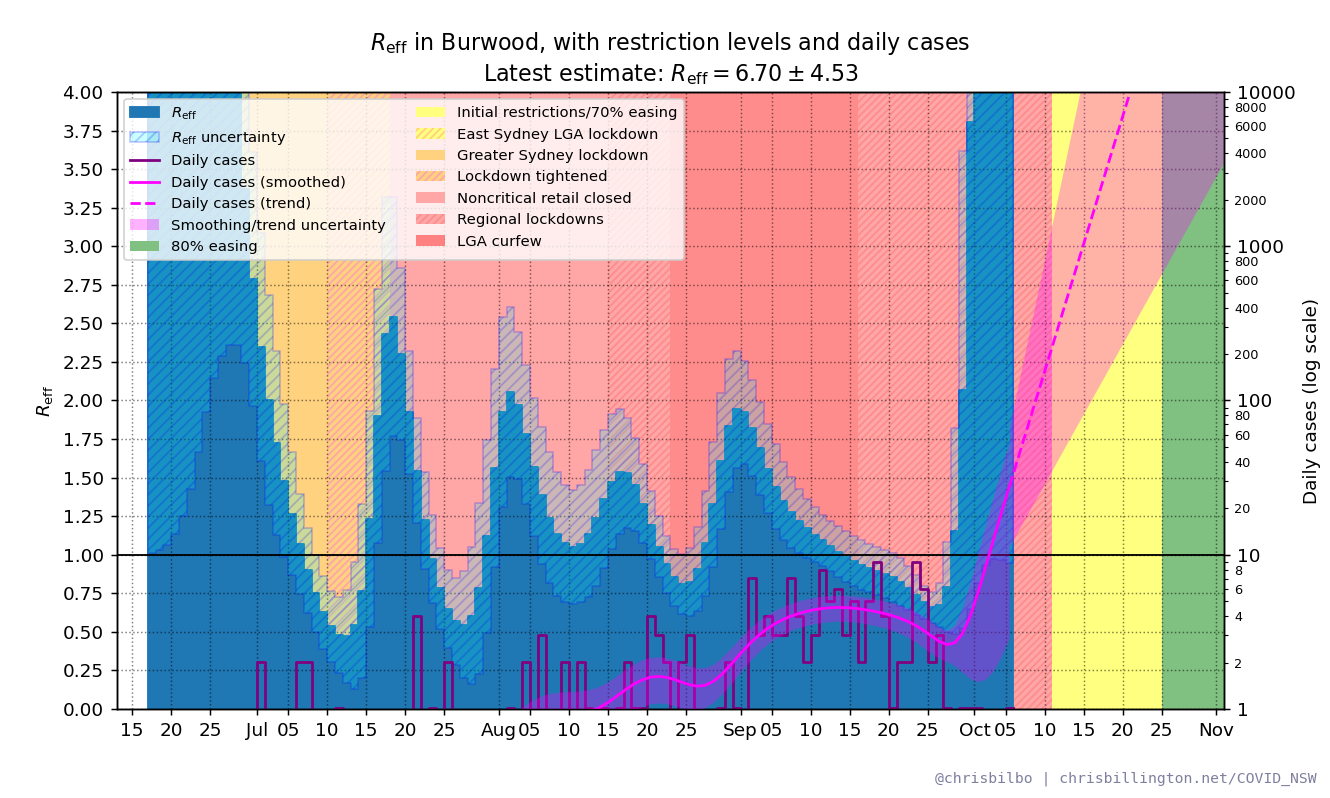 Reff in Burwood, with restriction levels and daily cases
Latest estimate: Reff = 6.70 ± 4.53
4.00
3.75
3.50
3.25
3.00
2.75
2.50
2.25
2.00
1.75
1.50
1.25
1.00
0.75
0.50
0.25
0.00
Reff
Reff
Reff uncertainty
Daily cases
Daily cases (smoothed)
Daily cases (trend)
Smoothing/trend uncertainty
80% easing
Initial restrictions/70% easing
East Sydney LGA lockdown
Greater Sydney lockdown
Lockdown tightened
Noncritical retail closed
Regional lockdowns
LGA curfew
10000
8000
6000
4000
2000
1000
800
600
400
200
100
80
60
40
20
10
8
6
4
2
1
Daily cases (log scale)
15 20 25 Jul 05 10 15 20 25 Aug 05 10 15 20 25 Sep 05 10 15 20 25 Oct 05 10 15 20 25 Nov
@chrisbilbo | chrisbillington.net/COVID_NSW